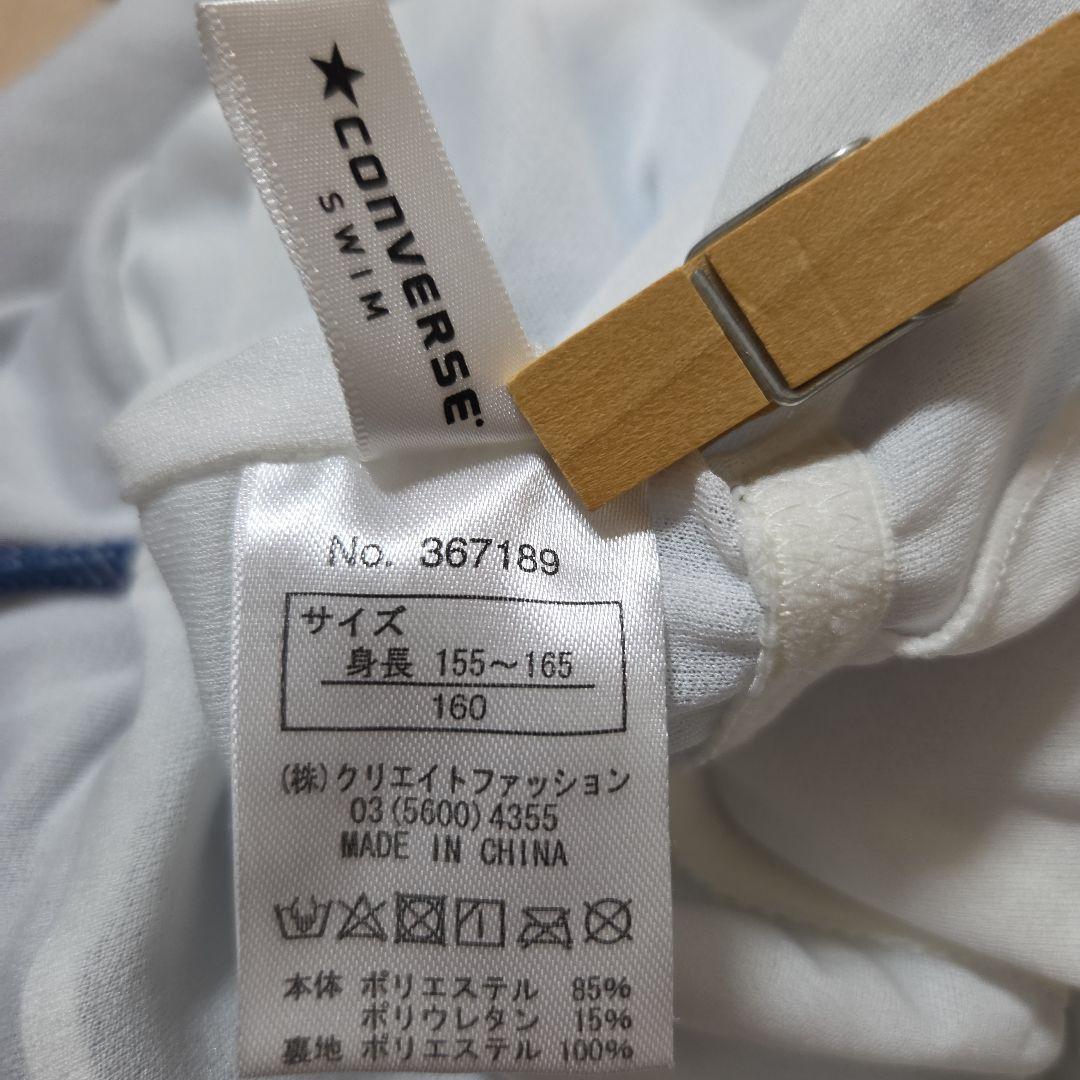 ★CONVERSE
SWIM
No. 367189
サイズ
身長 155～165
160
(株)クリエイトファッション
03(5600)4355
MADE IN CHINA
本体 ポリエステル 85%
ポリウレタン 15%
裏地 ポリエステル 100%